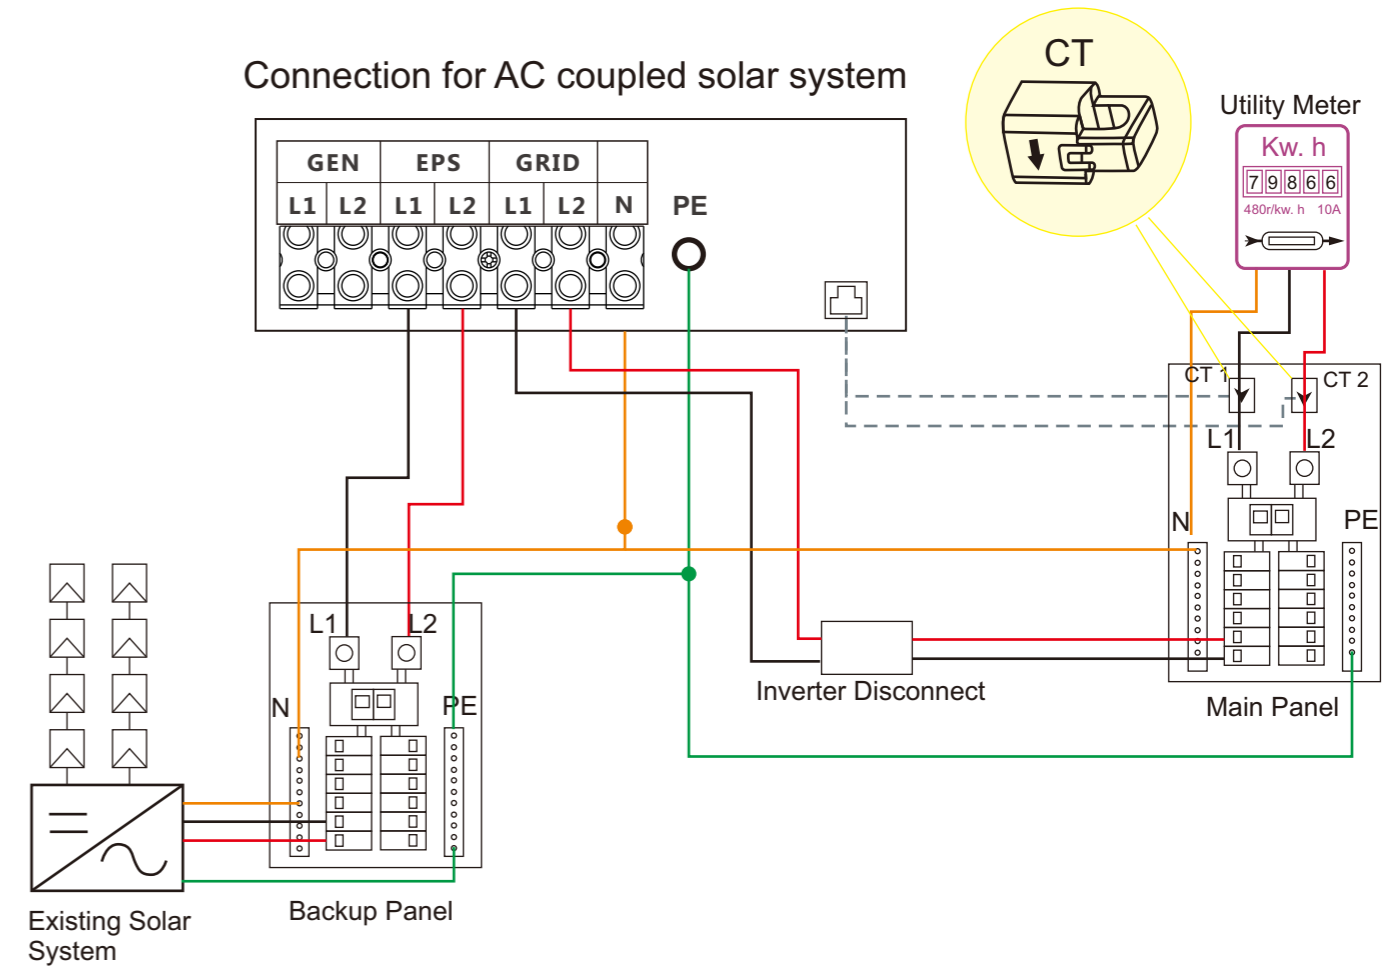 Connection for AC coupled solar system
CT
Utility Meter
Kw. h
79866
480r/kw. h 10A
GEN EPS GRID
L1 L2 L1 L2 L1 L2 N PE
CT 1 CT 2
L1 L2
N PE
L1 L2
N PE
Inverter Disconnect
Main Panel
Backup Panel
Existing Solar
System